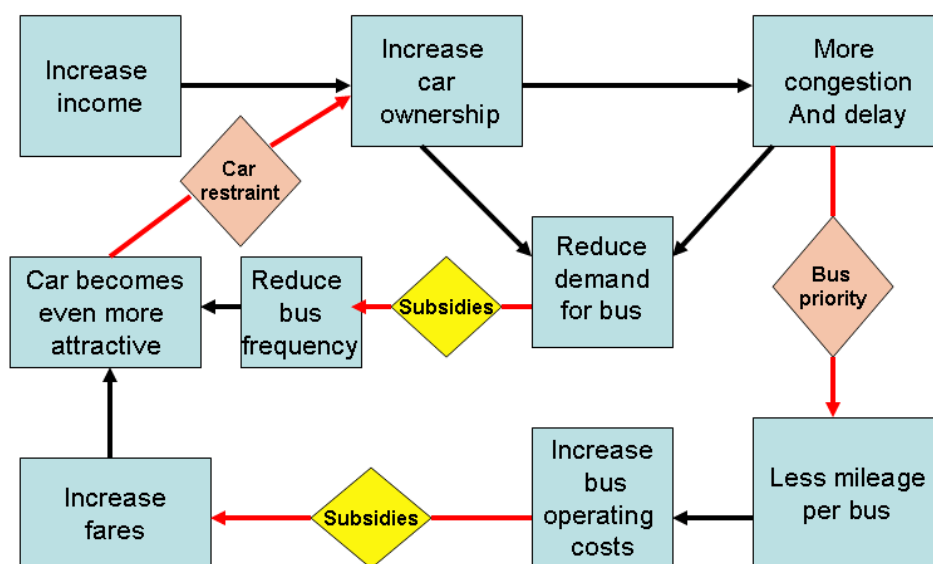 Increase
income
Increase
car
ownership
More
congestion
And delay
Car
restraint
Car becomes
even more
attractive
Reduce
bus
frequency
Subsidies
Reduce
demand
for bus
Bus
priority
Increase
fares
Subsidies
Increase
bus
operating
costs
Less mileage
per bus